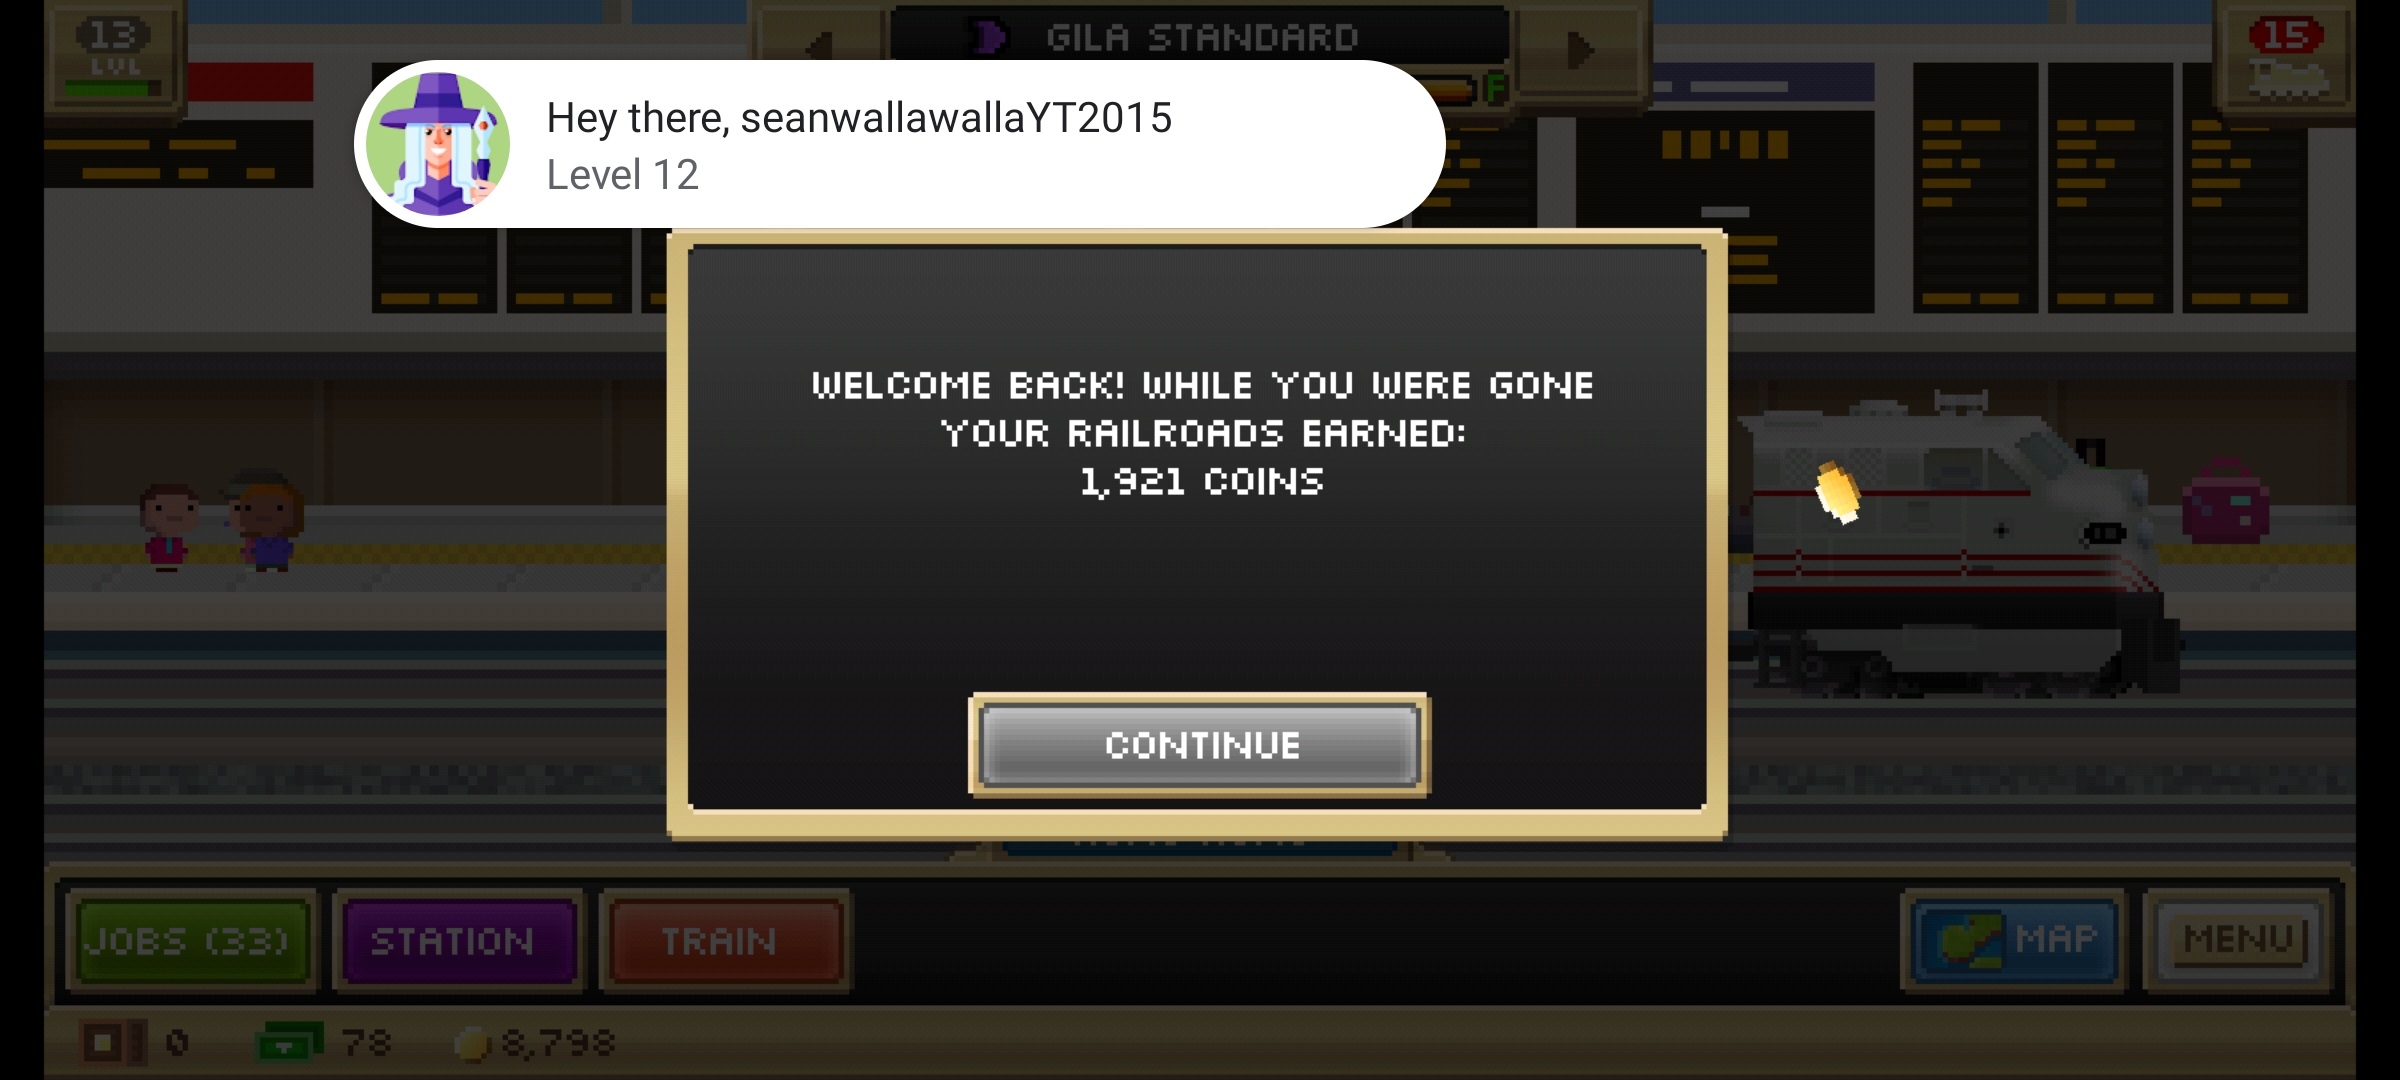 13
LVL
GILA STANDARD
15
F
Hey there, seanwallawallaYT2015
Level 12
WELCOME BACK! WHILE YOU WERE GONE
YOUR RAILROADS EARNED:
1,921 COINS
CONTINUE
JOBS (33)
STATION
TRAIN
MAP
MENU
0
78
8,798